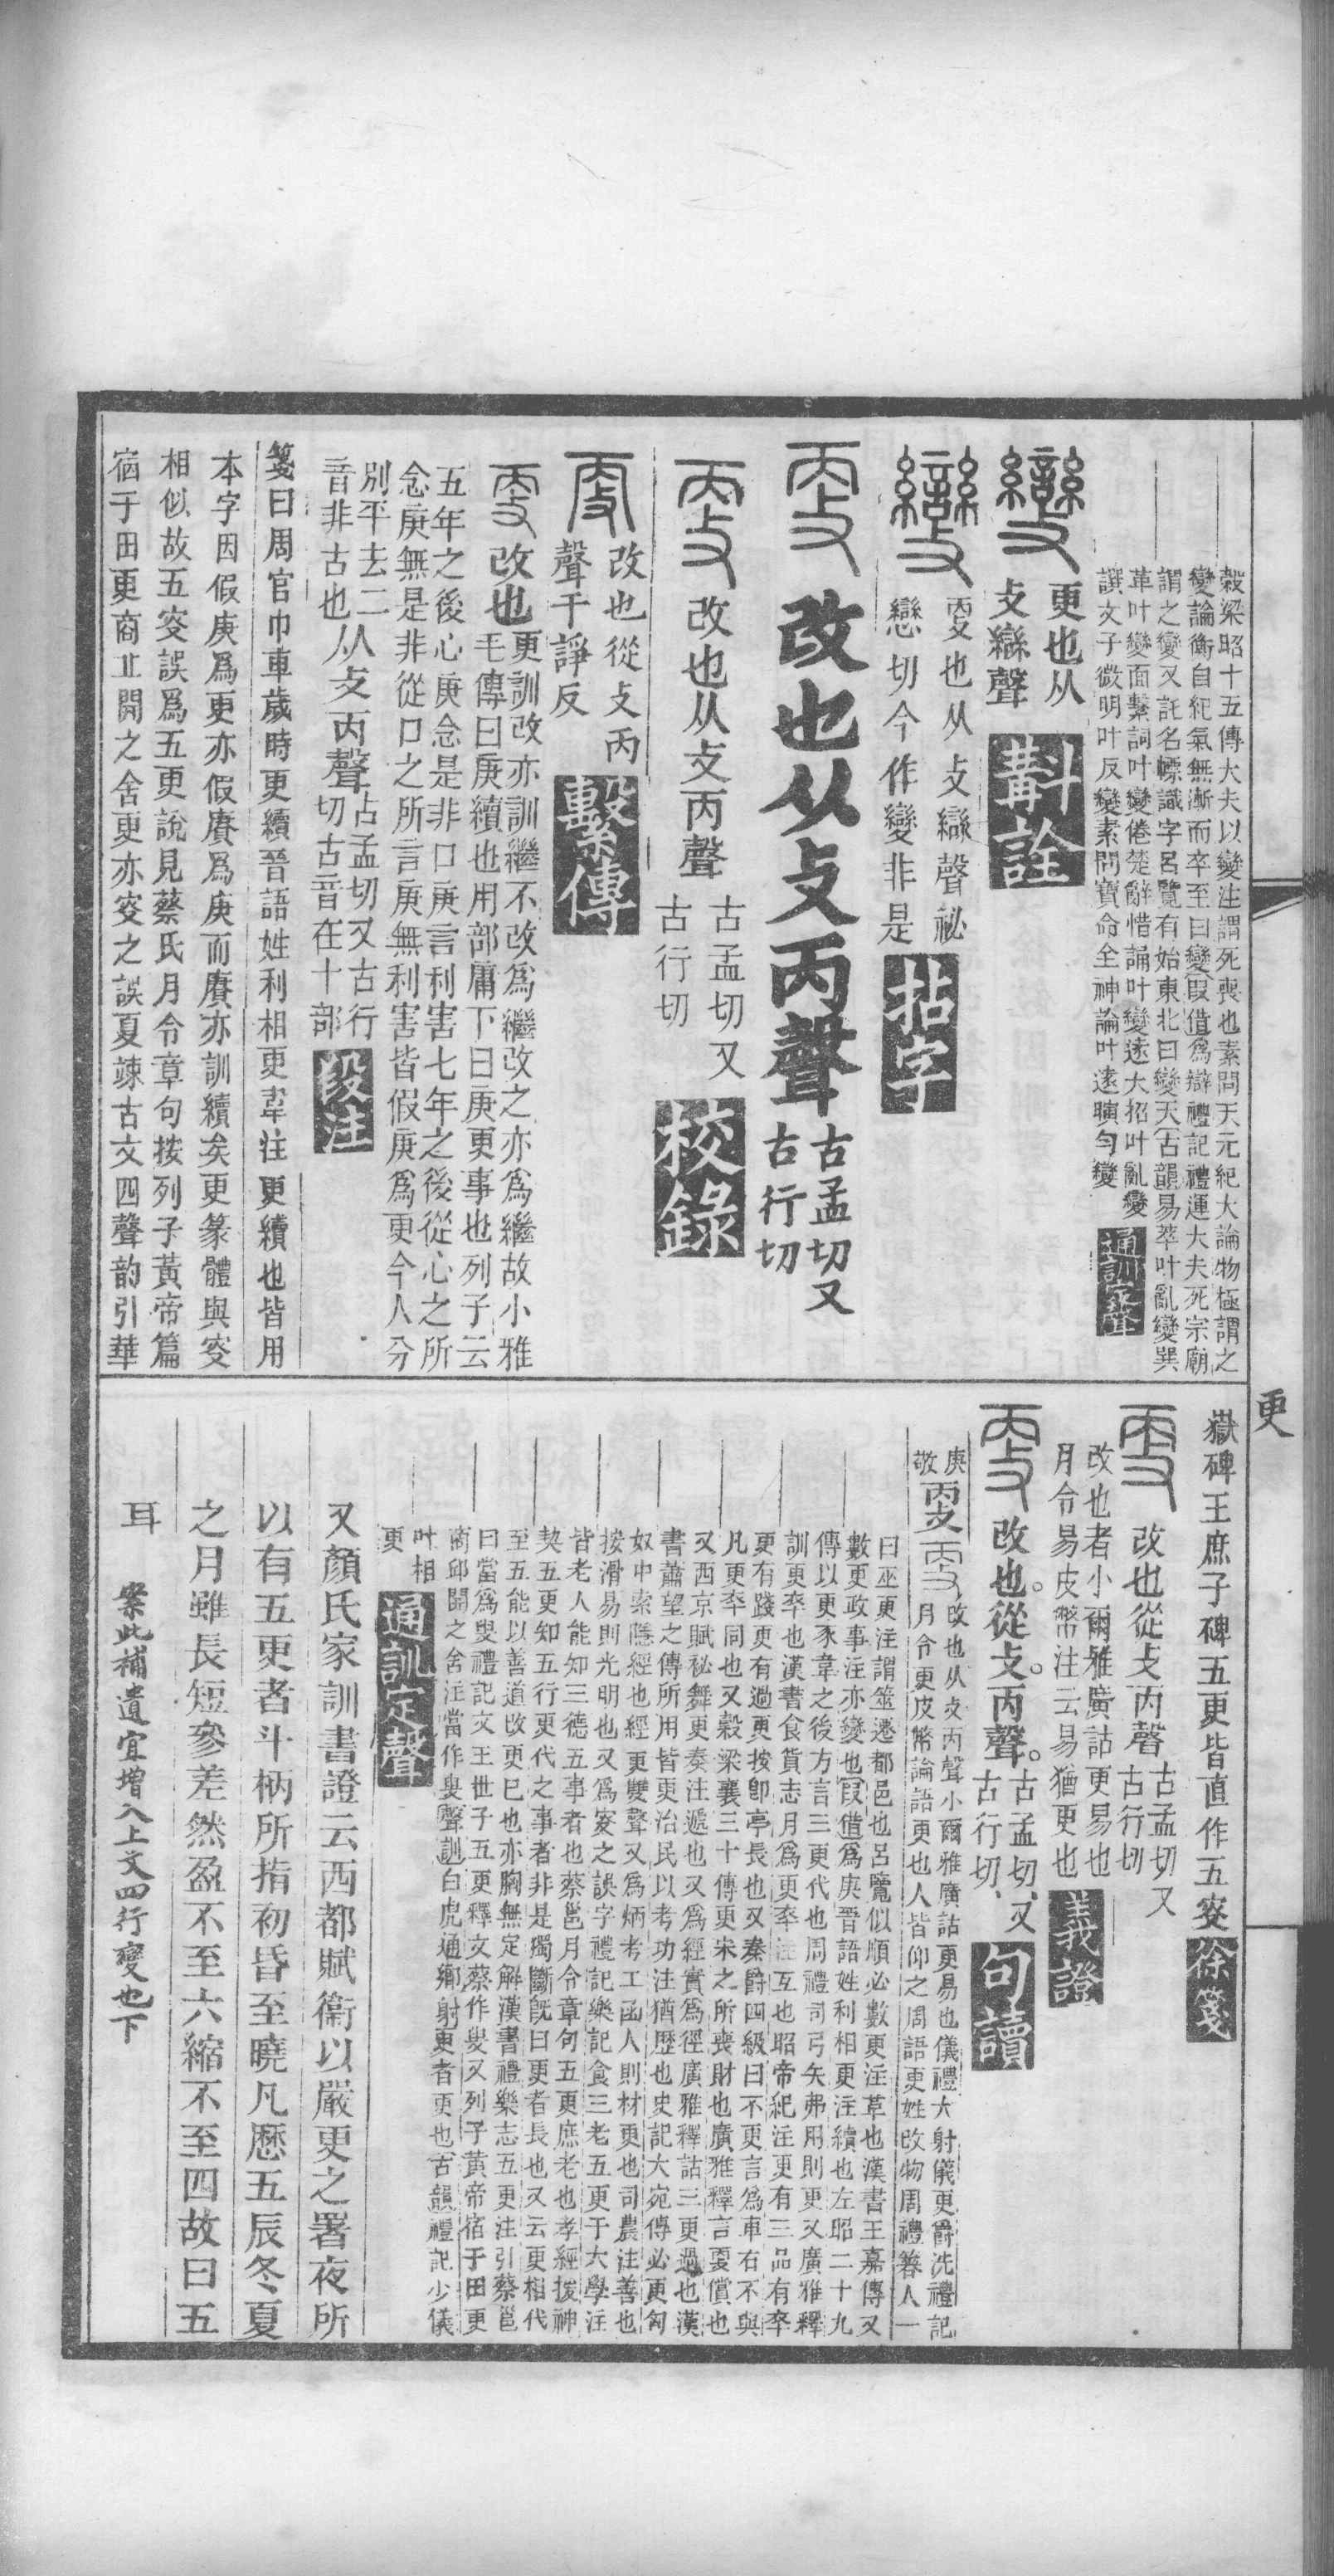 穀梁昭十五傳大夫以變注謂死喪也素問天元紀大論物極謂之
變論衡自紀氣無漸而卒至曰變叚借爲辯禮記禮運大夫死宗廟
謂之變又託名幖識字呂覽有始東北曰變天古韻易萃叶亂變巽
革叶變面繫詞叶變倦楚辭惜誦叶變遠大招叶亂變
譔文子微明叶反變素問寶命全神論叶遠瞚勻變
通訓定聲
更也从
攴䜌聲
斠詮
㪅也从攴䜌聲祕
戀切今作變非是
拈字
改也从攴丙聲
古孟切又
古行切
改也从攴丙聲
古孟切又
古行切
校錄
改也從攴丙
聲干諍反
繫傳
改也
更訓改亦訓繼不改爲繼改之亦爲繼故小雅
毛傳曰庚續也用部庸下曰庚更事也列子云
五年之後心庚念是非口庚言利害七年之後從心之所
念庚無是非從口之所言庚無利害皆假庚爲更今人分
別平去二
音非古也
从攴丙聲
古孟切又古行
切古音在十部
段注
箋曰周官巾車歲時更續晉語姓利相更韋注更續也皆用
本字因假庚爲更亦假賡爲庚而賡亦訓續矣更篆體與㝊
相似故五㝊誤爲五更說見蔡氏月令章句按列子黃帝篇
宿于田更商丘開之舍更亦㝊之誤夏竦古文四聲韵引華
更
嶽碑王庶子碑五更皆直作五㝊
徐箋
改也從攴丙聲
古孟切又
古行切
改也者小爾雅廣詁更易也
月令易皮幣注云易猶更也
義證
改也。從攴。丙聲。
古孟切、又
古行切、
句讀
庚
敬
改也从攴丙聲小爾雅廣詁更易也儀禮大射儀更爵洗禮記
月令更皮幣論語更也人皆仰之周語更姓改物周禮簭人一
曰巫更注謂筮遷都邑也呂覽似順必數更注革也漢書王嘉傳又
數更政事注亦變也叚借爲庚晉語姓利相更注續也左昭二十九
傳以更豕韋之後方言三更代也周禮司弓矢弗用則更又廣雅釋
訓更卒也漢書食貨志月爲更卒注互也昭帝紀注更有三品有卒
更有踐更有過更按卽亭長也又秦爵四級曰不更言爲車右不與
凡更卒同也又穀梁襄三十傳更宋之所喪財也廣雅釋言㪅償也
又西京賦祕舞更奏注遞也又爲經實爲徑廣雅釋詁三更過也漢
書蕭望之傳所用皆更治民以考功注猶歷也史記大宛傳必更匈
奴中索隱經也經更雙聲又爲炳考工函人則材更也司農注善也
按滑易則光明也又爲㝊之誤字禮記樂記食三老五更于大學注
皆老人能知三德五事者也蔡邕月令章句五更庶老也孝經援神
契五更知五行更代之事者非是獨斷旣曰更者長也又云更相代
至五能以善道改更已也亦胸無定解漢書禮樂志五更注引蔡邕
曰當爲叟禮記文王世子五更釋文蔡作叟又列子黃帝宿于田更
商邱開之舍注當作叟聲訓白虎通鄉射更者更也古韻禮記少儀
叶相
更
通訓定聲
又顏氏家訓書證云西都賦衞以嚴更之署夜所
以有五更者斗柄所指初昏至曉凡歷五辰冬夏
之月雖長短參差然盈不至六縮不至四故曰五
耳
案此補遺宜增入上文四行變也下